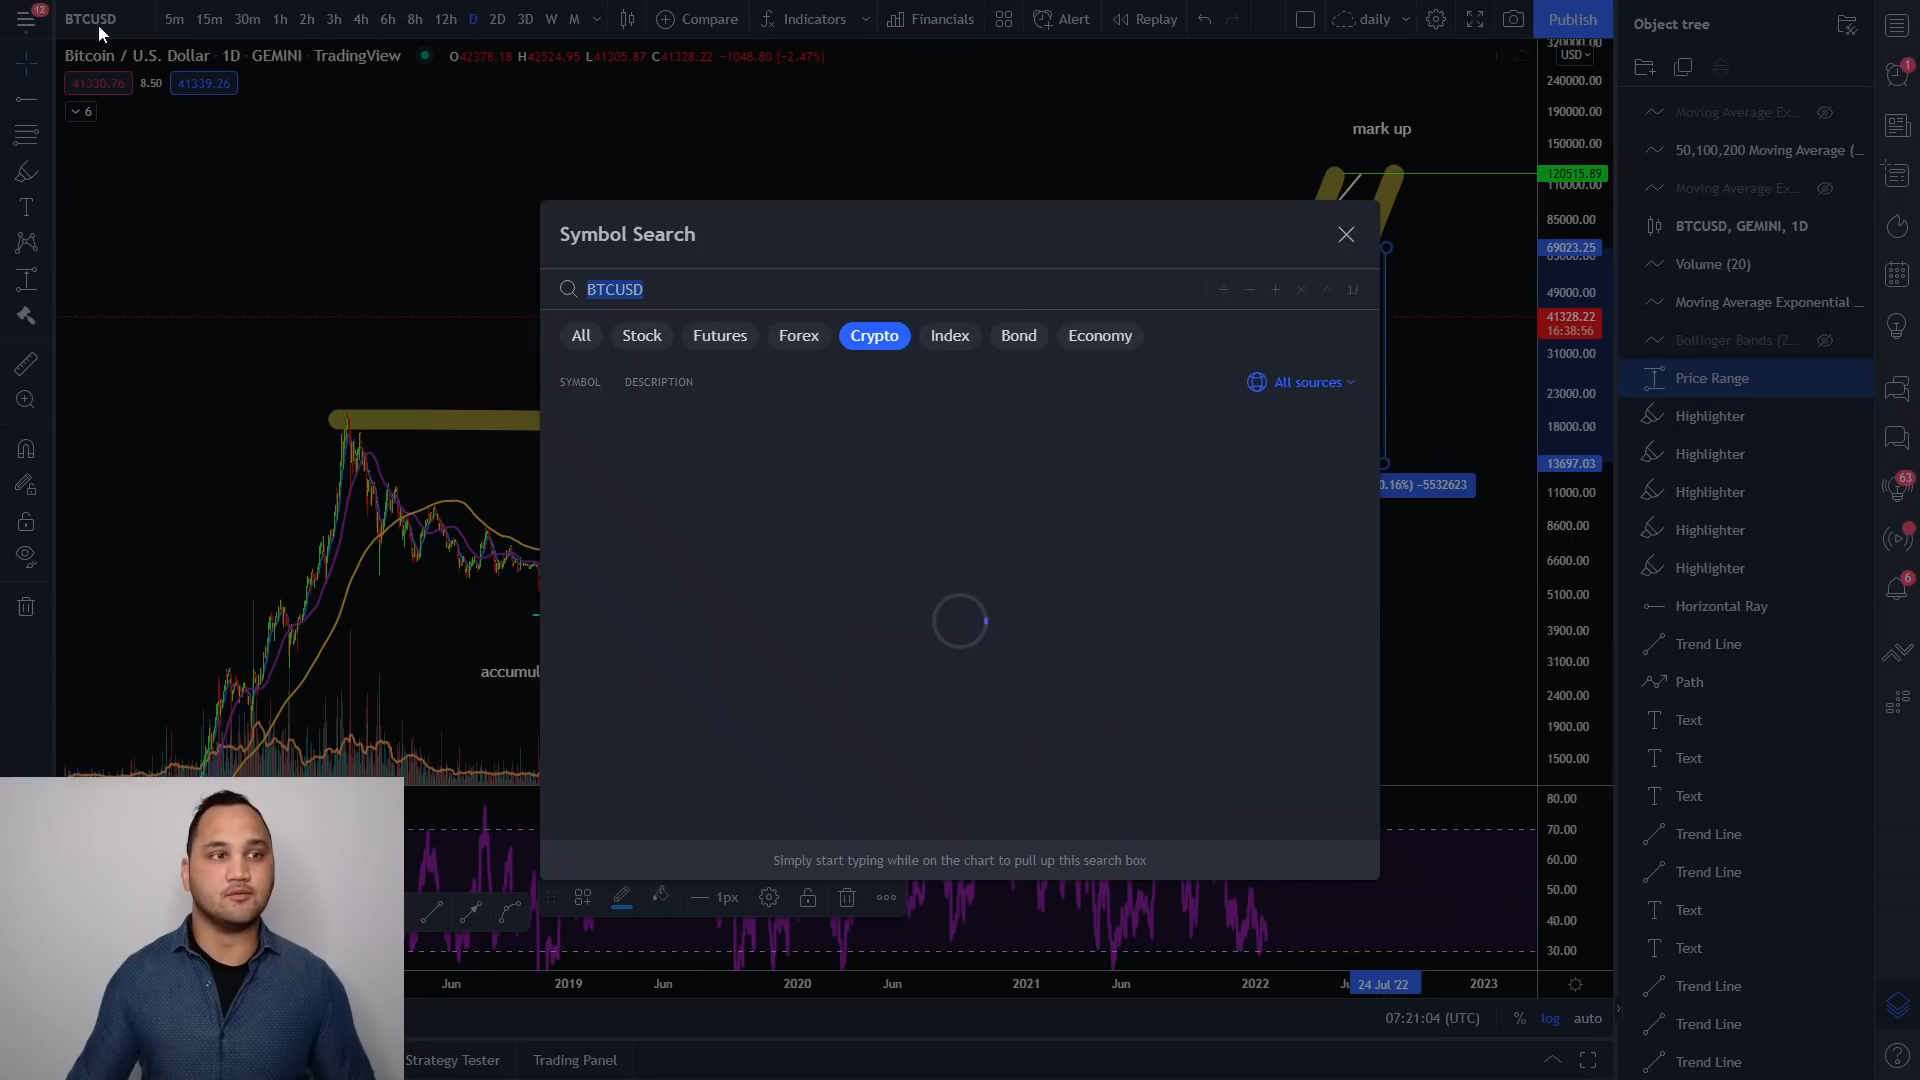 12
BTCUSD
5m 15m 30m 1h 2h 3h 4h 6h 8h 12h D 2D 3D W M
Compare
Indicators
Financials
Alert
Replay
daily
Publish
Object tree
Bitcoin / U.S. Dollar · 1D · GEMINI · TradingView
O42378.18 H42524.95 L41305.87 C41328.22 −1048.80 (−2.47%)
41330.76 8.50 41339.26
6
mark up
accumul
Symbol Search
BTCUSD
All Stock Futures Forex Crypto Index Bond Economy
SYMBOL DESCRIPTION
All sources
Simply start typing while on the chart to pull up this search box
1px
USD
240000.00
190000.00
150000.00
120515.89
110000.00
85000.00
69023.25
49000.00
41328.22
16:38:56
31000.00
23000.00
18000.00
13697.03
0.16%) −5532623
11000.00
8600.00
6600.00
5100.00
3900.00
3100.00
2400.00
1900.00
1500.00
80.00
70.00
60.00
50.00
40.00
30.00
Jun 2019 Jun 2020 Jun 2021 Jun 2022 24 Jul '22 2023
07:21:04 (UTC) % log auto
Strategy Tester Trading Panel
Moving Average Ex...
50,100,200 Moving Average (...
Moving Average Ex...
BTCUSD, GEMINI, 1D
Volume (20)
Moving Average Exponential ...
Bollinger Bands (2...
Price Range
Highlighter
Highlighter
Highlighter
Highlighter
Highlighter
Horizontal Ray
Trend Line
Path
Text
Text
Text
Trend Line
Trend Line
Text
Text
Trend Line
Trend Line
Trend Line
1
63
6